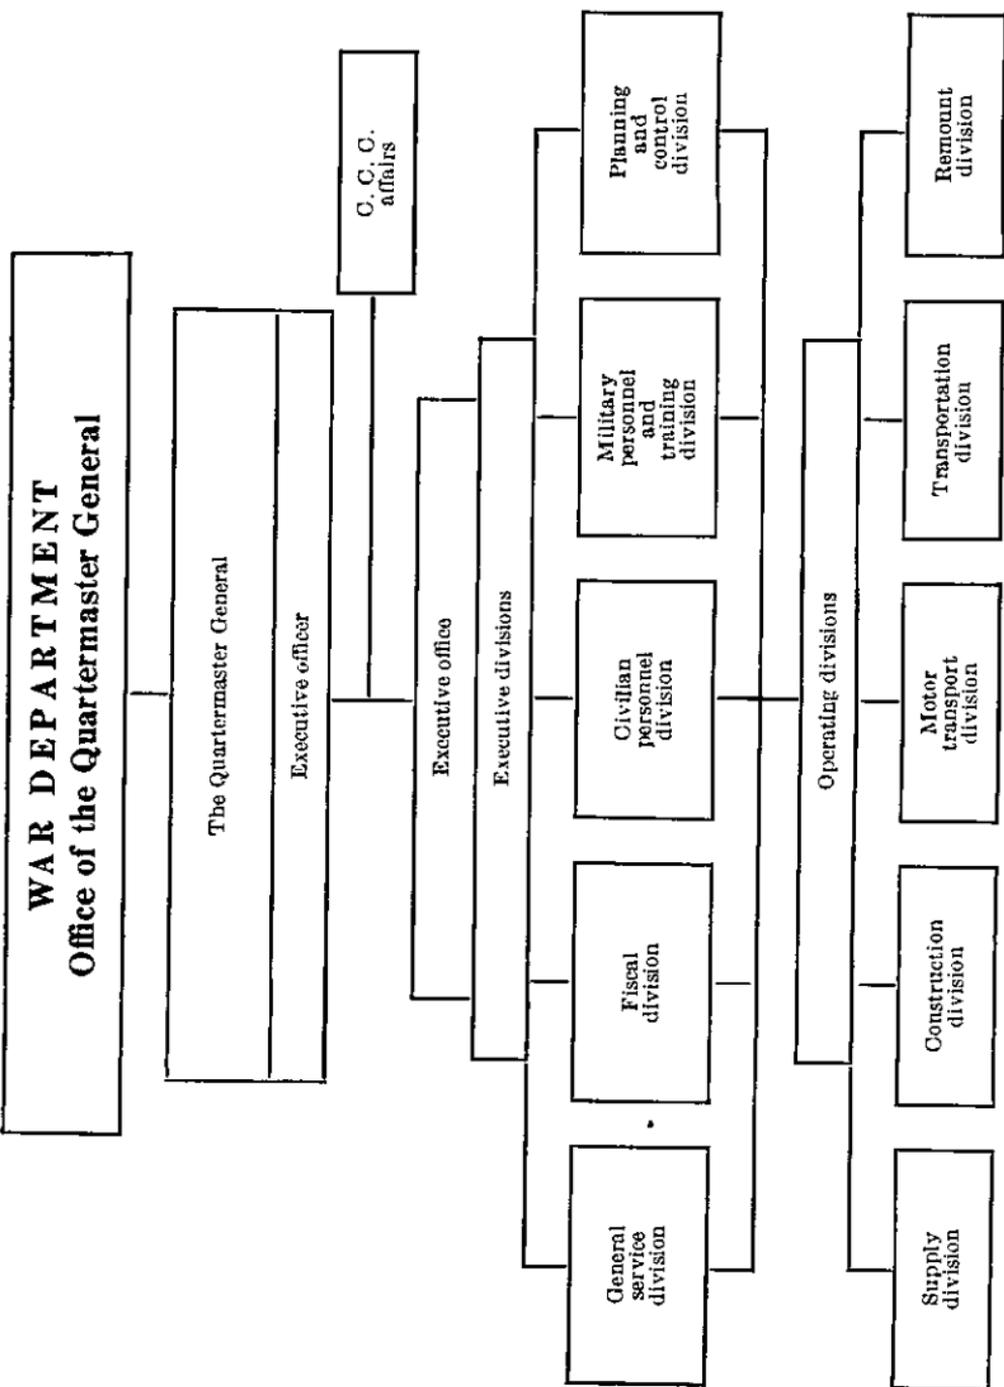 WAR DEPARTMENT
Office of the Quartermaster General
The Quartermaster General
Executive officer
C. C. C.
affairs
Executive office
Executive divisions
General
service
division
Fiscal
division
Civilian
personnel
division
Military
personnel
and
training
division
Planning
and
control
division
Operating divisions
Supply
division
Construction
division
Motor
transport
division
Transportation
division
Remount
division